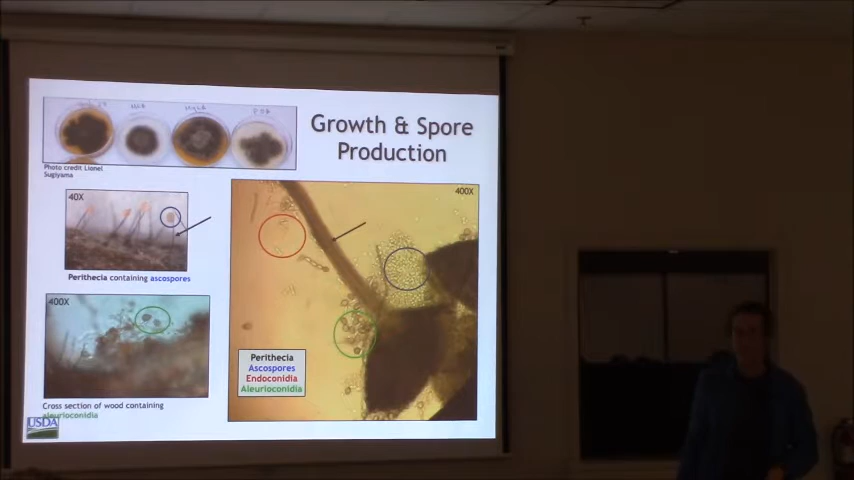 Growth & Spore
Production
Photo credit Lionel
Sugiyama
40X
Perithecia containing ascospores
400X
Cross section of wood containing
aleurioconidia
USDA
400X
Perithecia
Ascospores
Endoconidia
Aleurioconidia